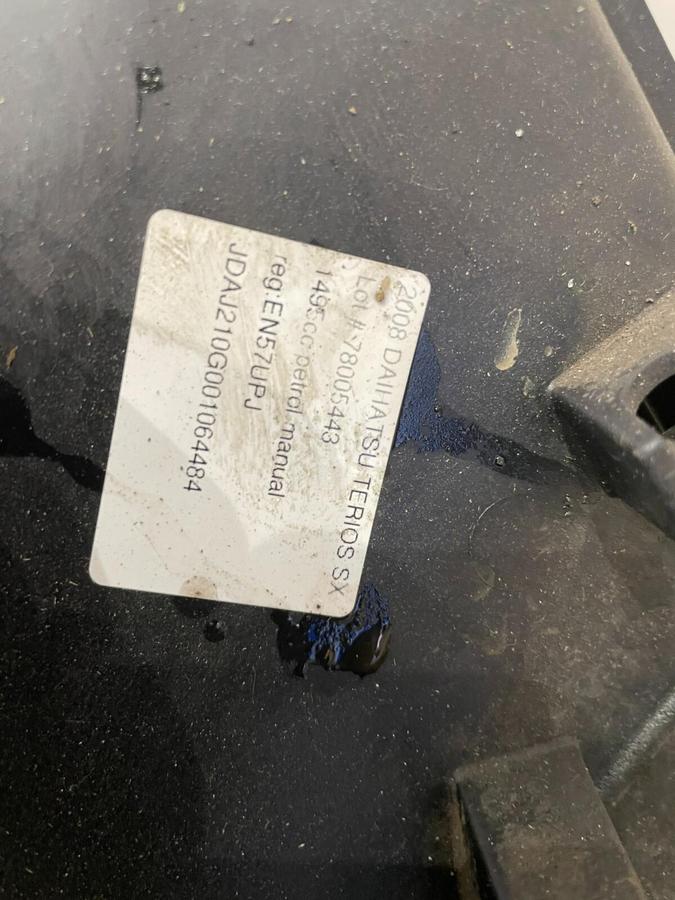 2008 DAIHATSU TERIOS SX
Lot #:78005443
1495cc petrol manual
reg:EN57UPJ
JDAJ210G001064484